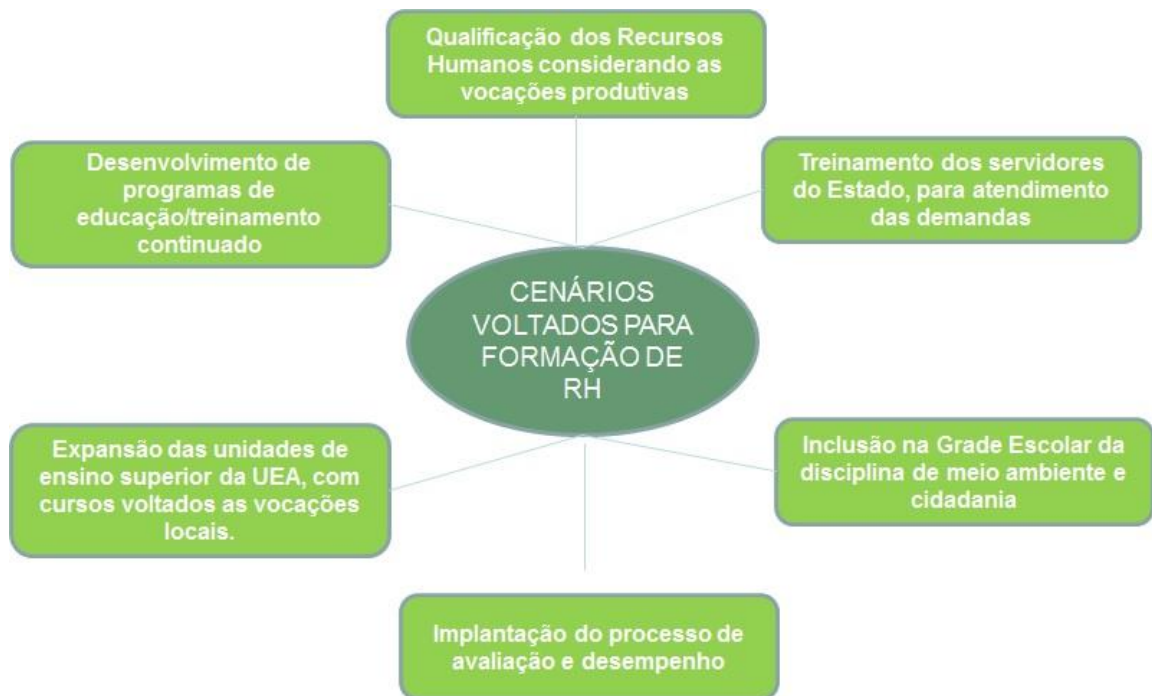 Qualificação dos Recursos
Humanos considerando as
vocações produtivas
Desenvolvimento de
programas de
educação/treinamento
continuado
Treinamento dos servidores
do Estado, para atendimento
das demandas
CENÁRIOS
VOLTADOS PARA
FORMAÇÃO DE
RH
Expansão das unidades de
ensino superior da UEA, com
cursos voltados as vocações
locais.
Inclusão na Grade Escolar da
disciplina de meio ambiente e
cidadania
Implantação do processo de
avaliação e desempenho